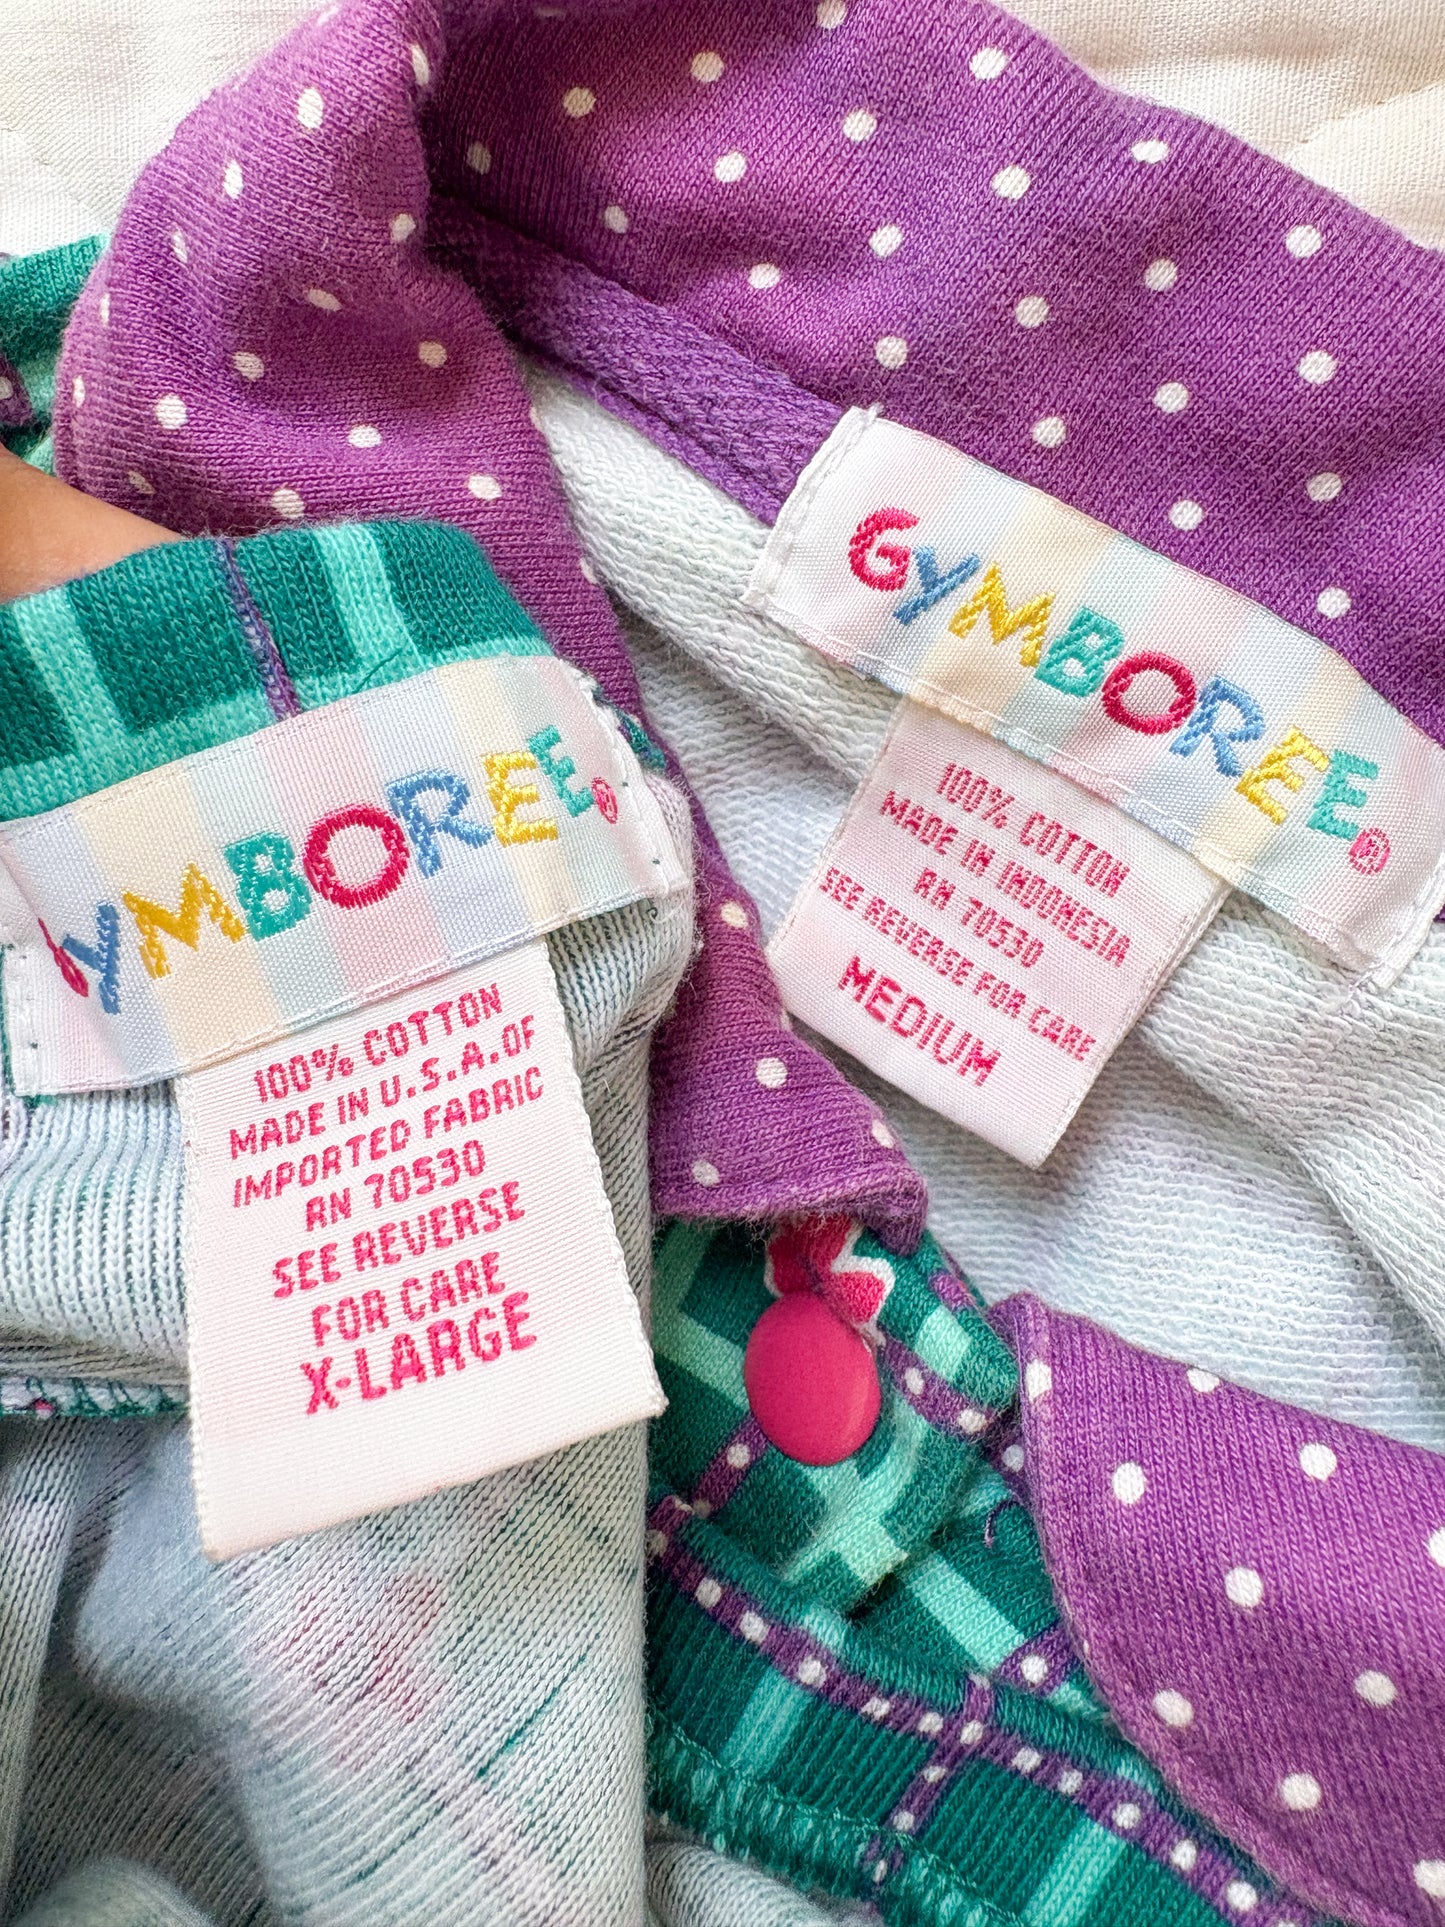 GYMBOREE®
100% COTTON
MADE IN U.S.A. OF
IMPORTED FABRIC
RN 70530
SEE REVERSE
FOR CARE
X-LARGE
GYMBOREE®
100% COTTON
MADE IN INDONESIA
RN 70530
SEE REVERSE FOR CARE
MEDIUM